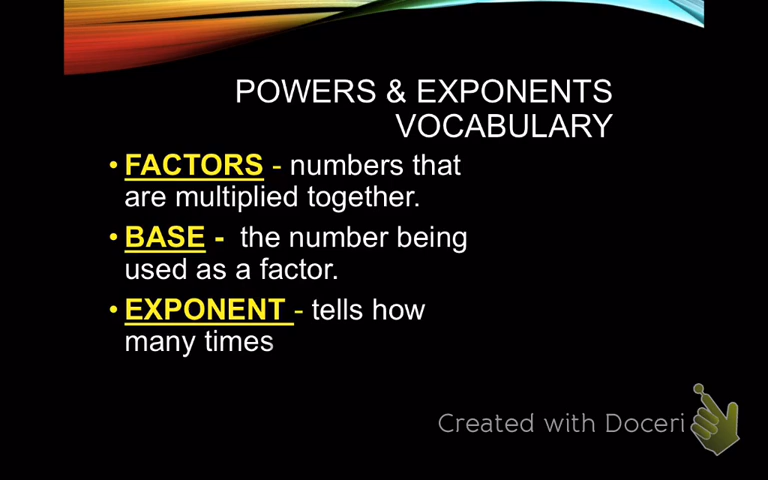 POWERS & EXPONENTS
VOCABULARY
• FACTORS - numbers that
are multiplied together.
• BASE - the number being
used as a factor.
• EXPONENT - tells how
many times
Created with Doceri